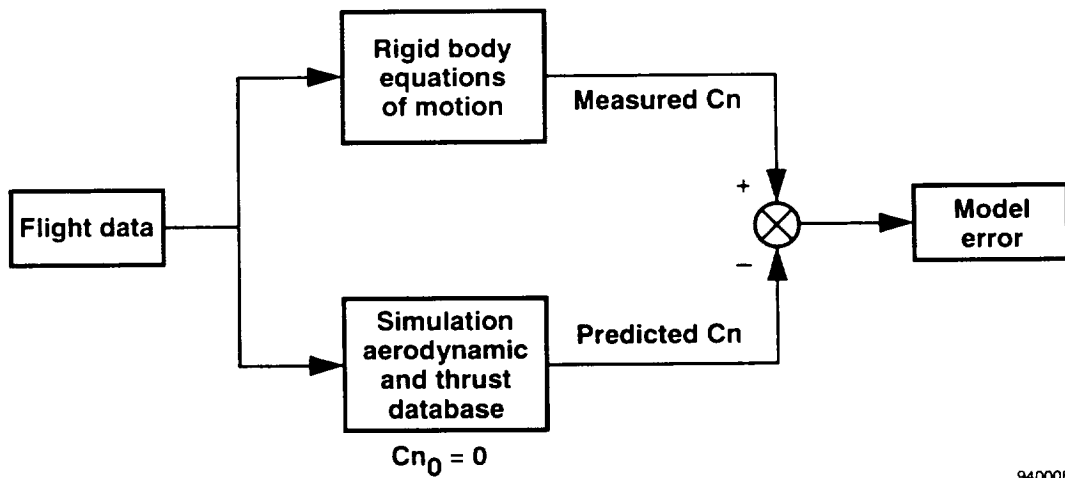 Rigid body
equations
of motion
Measured Cn
+
Flight data
Model
error
−
Simulation
aerodynamic
and thrust
database
Predicted Cn
Cn0 = 0